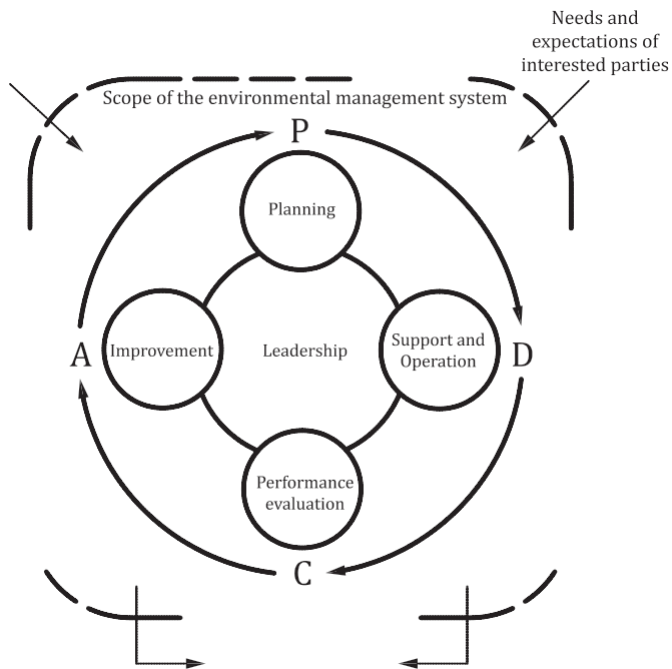 Needs and
expectations of
interested parties
Scope of the environmental management system
P
Planning
A
Improvement
Leadership
Support and
Operation
D
Performance
evaluation
C